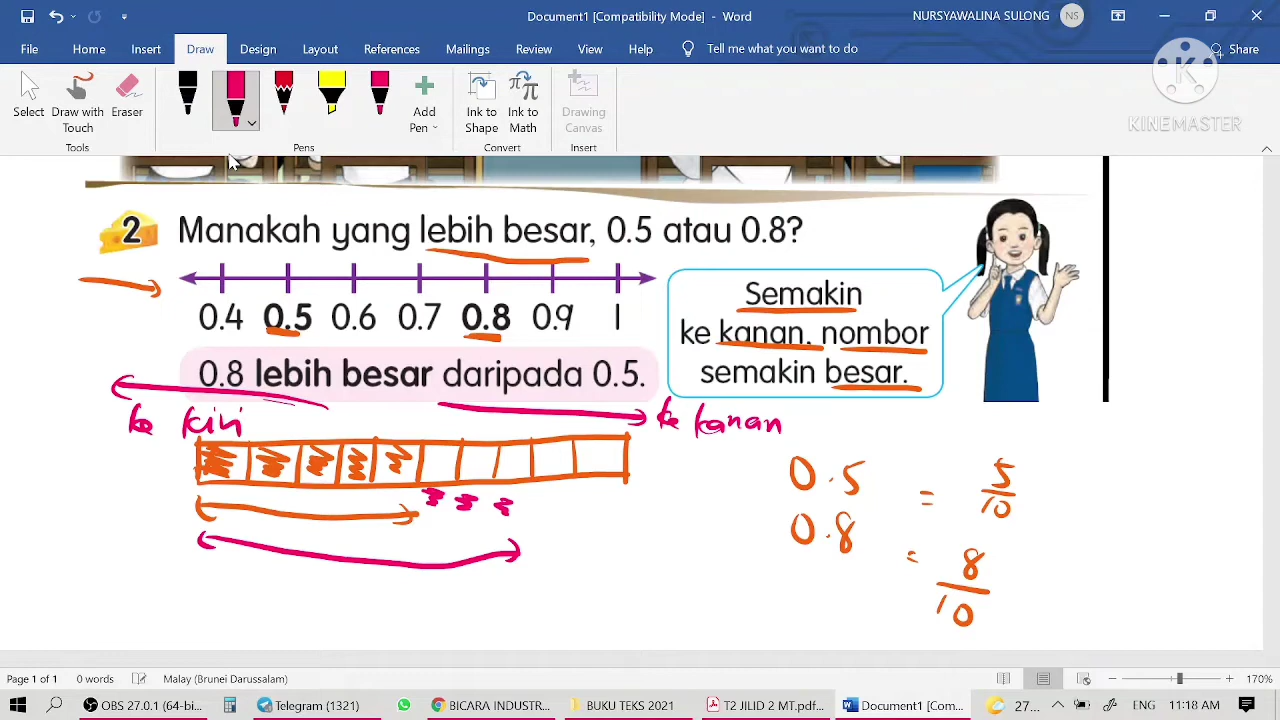 Document1 [Compatibility Mode] - Word
NURSYAWALINA SULONG NS
File Home Insert Draw Design Layout References Mailings Review View Help Tell me what you want to do Share
Select Draw with Touch Eraser Add Pen Ink to Shape Ink to Math Drawing Canvas
Tools Pens Convert Insert
K
KINEMASTER
2 Manakah yang lebih besar, 0.5 atau 0.8?
0.4 0.5 0.6 0.7 0.8 0.9 1
0.8 lebih besar daripada 0.5.
Semakin
ke kanan, nombor
semakin besar.
ke kiri
ke kanan
0.5 = 5/10
0.8 = 8/10
Page 1 of 1 0 words Malay (Brunei Darussalam) 170%
OBS 27.0.1 (64-bi... Telegram (1321) BICARA INDUSTR... BUKU TEKS 2021 T2 JILID 2 MT.pdf... Document1 [Com... 27... ENG 11:18 AM